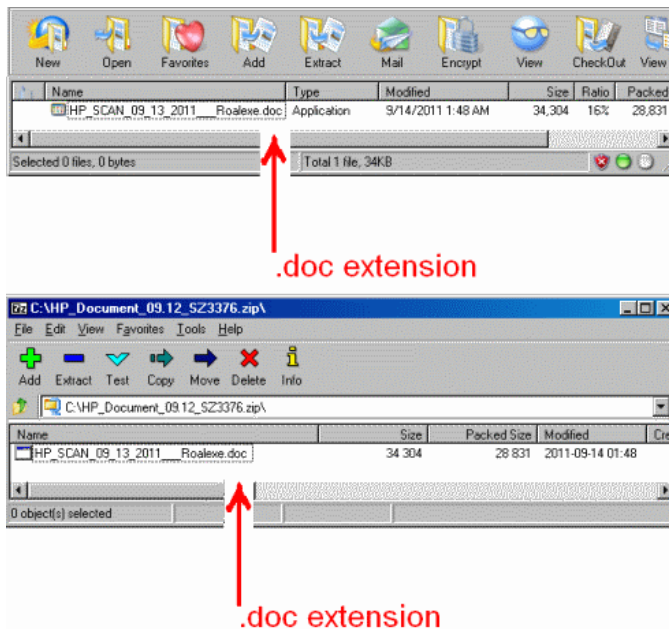 New Open Favorites Add Extract Mail Encrypt View CheckOut View
Name Type Modified Size Ratio Packed
HP_SCAN_09_13_2011___Roalexe.doc Application 9/14/2011 1:48 AM 34,304 16% 28,831
Selected 0 files, 0 bytes Total 1 file, 34KB
.doc extension
C:\HP_Document_09.12_SZ3376.zip\
File Edit View Favorites Tools Help
Add Extract Test Copy Move Delete Info
C:\HP_Document_09.12_SZ3376.zip\
Name Size Packed Size Modified Cre
HP_SCAN_09_13_2011___Roalexe.doc 34 304 28 831 2011-09-14 01:48
0 object(s) selected
.doc extension